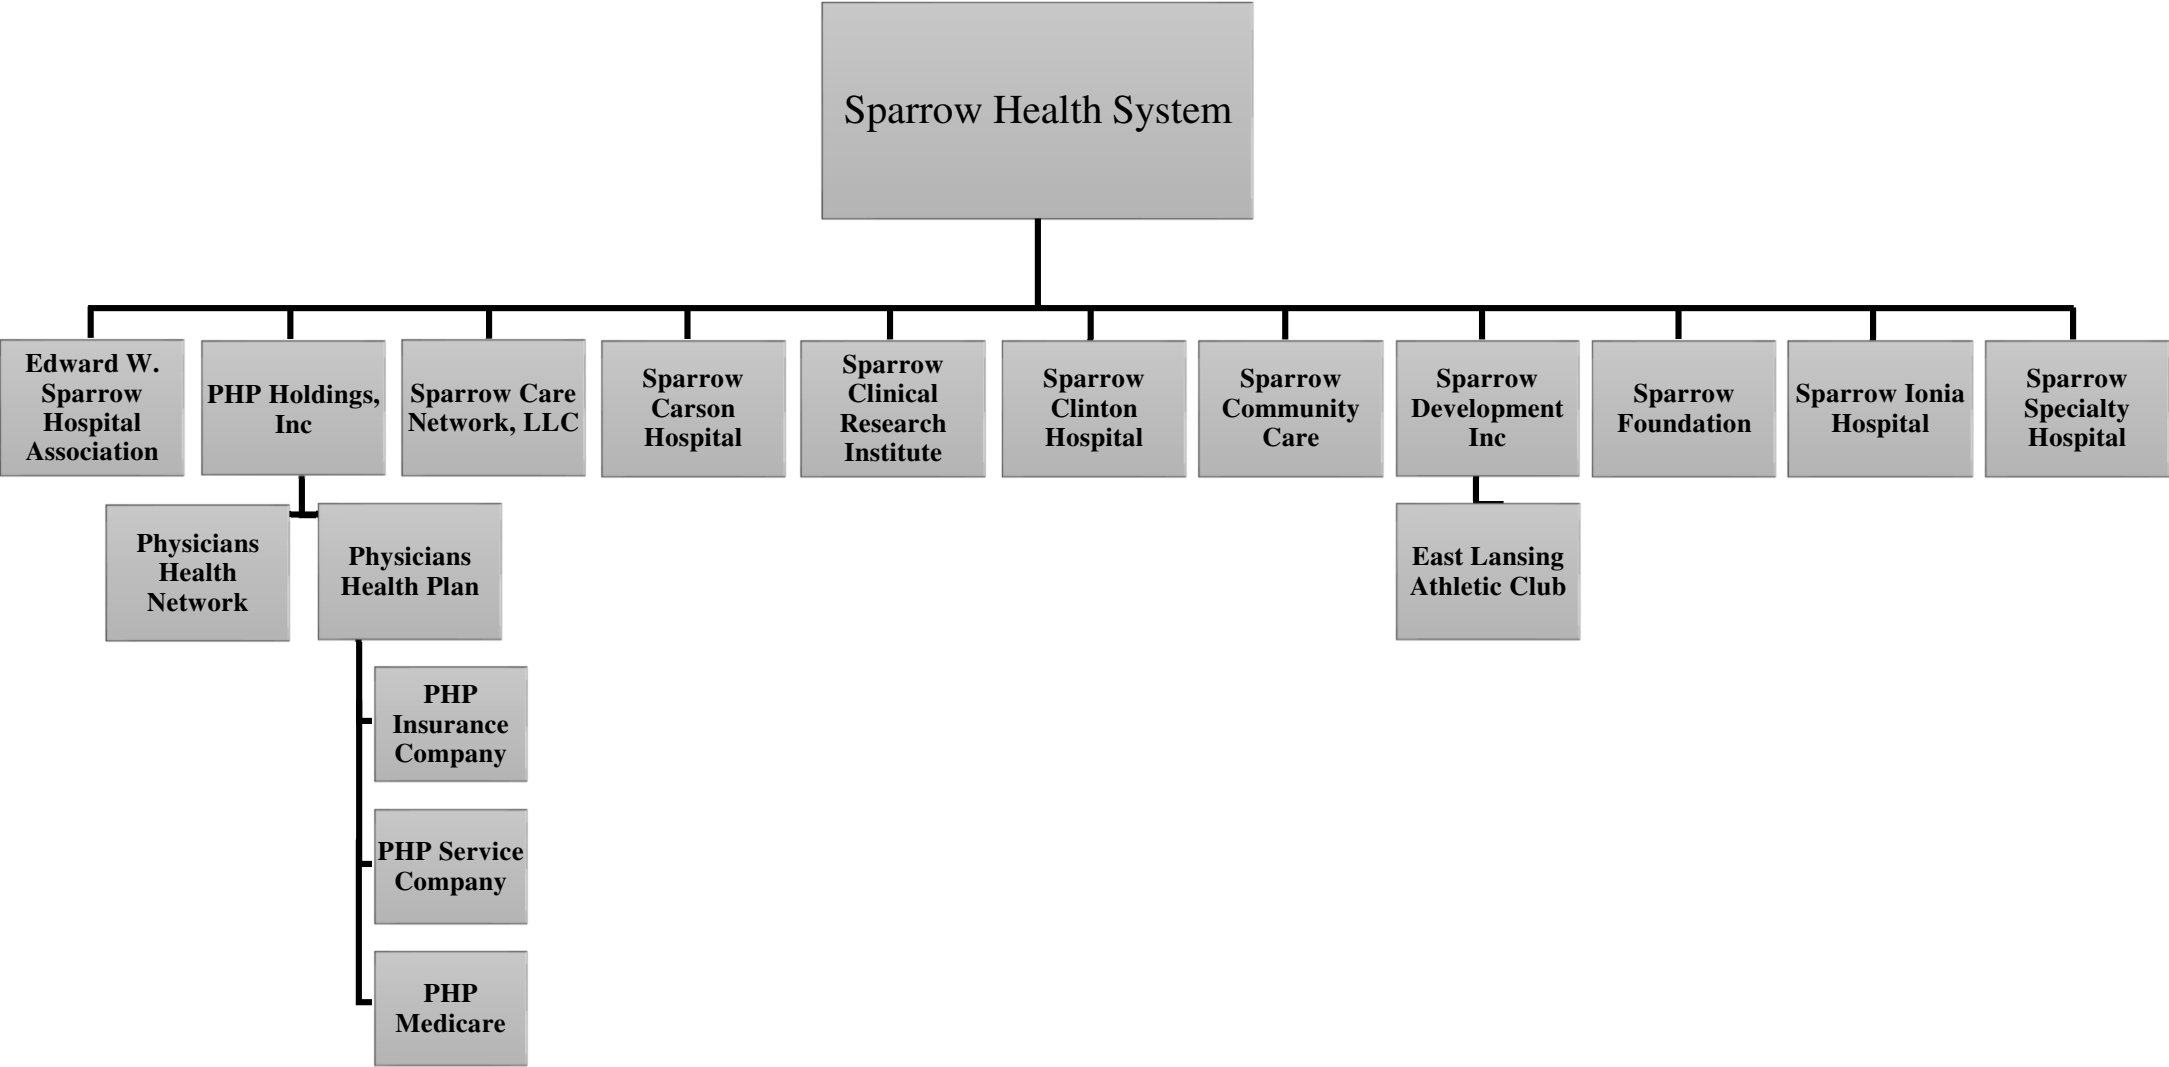 Sparrow Health System
Edward W.
Sparrow
Hospital
Association
PHP Holdings,
Inc
Sparrow Care
Network, LLC
Sparrow
Carson
Hospital
Sparrow
Clinical
Research
Institute
Sparrow
Clinton
Hospital
Sparrow
Community
Care
Sparrow
Development
Inc
Sparrow
Foundation
Sparrow Ionia
Hospital
Sparrow
Specialty
Hospital
Physicians
Health
Network
Physicians
Health Plan
East Lansing
Athletic Club
PHP
Insurance
Company
PHP Service
Company
PHP
Medicare